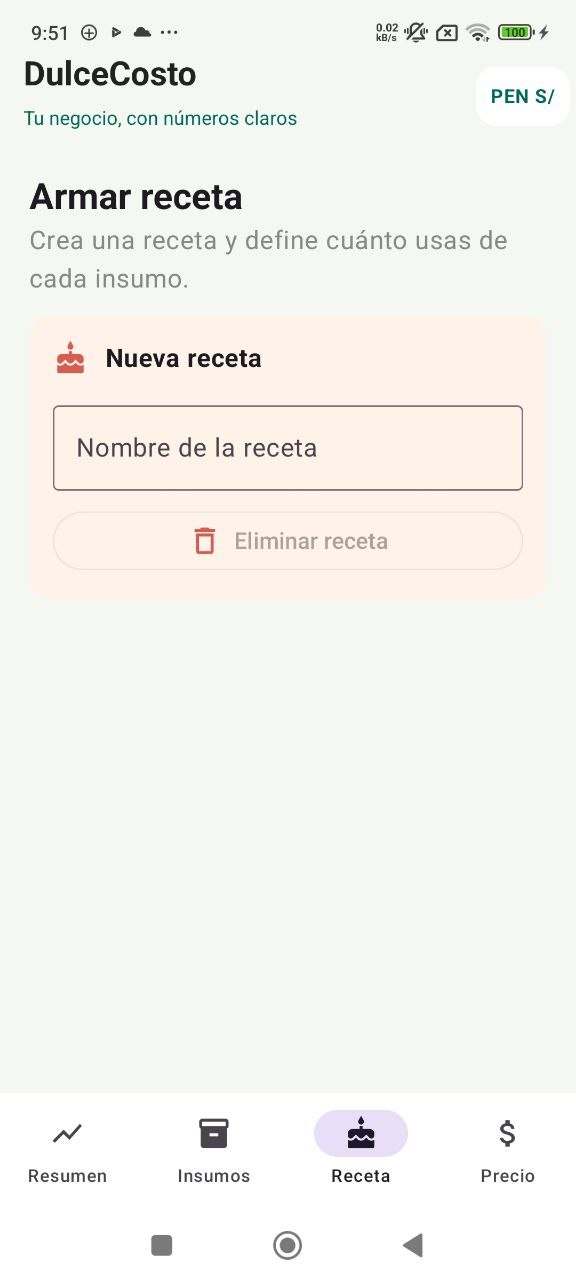 9:51
0.02
kB/s
100
DulceCosto
PEN S/
Tu negocio, con números claros
Armar receta
Crea una receta y define cuánto usas de
cada insumo.
Nueva receta
Nombre de la receta
Eliminar receta
Resumen
Insumos
Receta
Precio